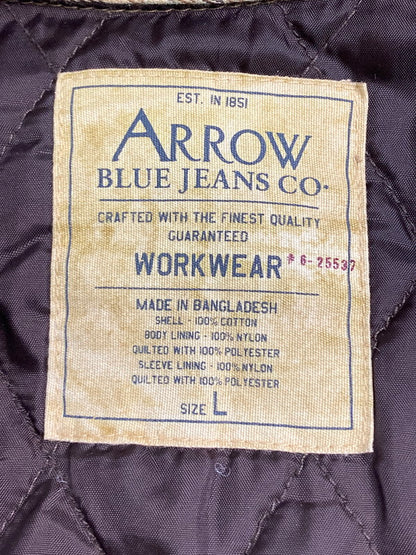 EST. IN 1851
ARROW
BLUE JEANS CO.
CRAFTED WITH THE FINEST QUALITY
GUARANTEED
WORKWEAR # 6-25537
MADE IN BANGLADESH
SHELL - 100% COTTON
BODY LINING - 100% NYLON
QUILTED WITH 100% POLYESTER
SLEEVE LINING - 100% NYLON
QUILTED WITH 100% POLYESTER
SIZE L